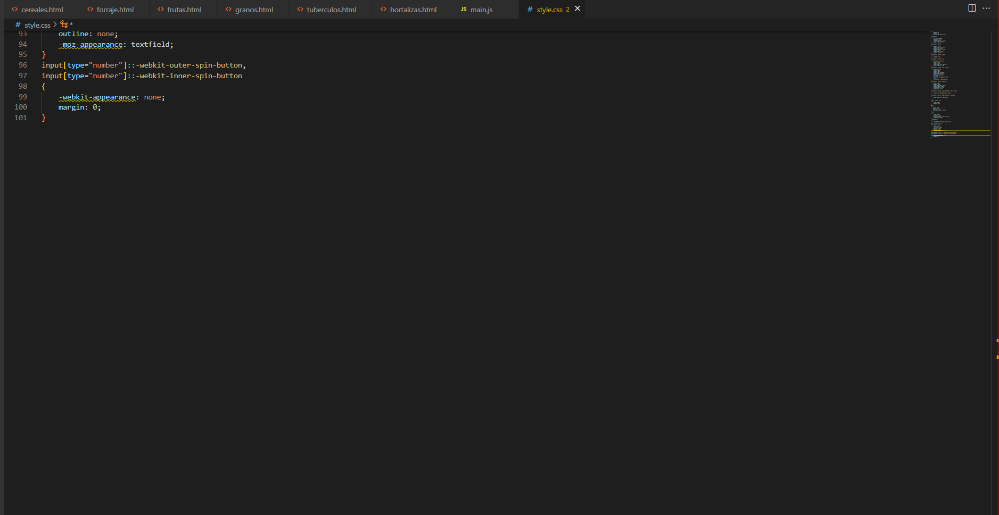 cereales.html forraje.html frutas.html granos.html tuberculos.html hortalizas.html JS main.js # style.css 2
# style.css > *
93 outline: none;
94 -moz-appearance: textfield;
95 }
96 input[type="number"]::-webkit-outer-spin-button,
97 input[type="number"]::-webkit-inner-spin-button
98 {
99 -webkit-appearance: none;
100 margin: 0;
101 }